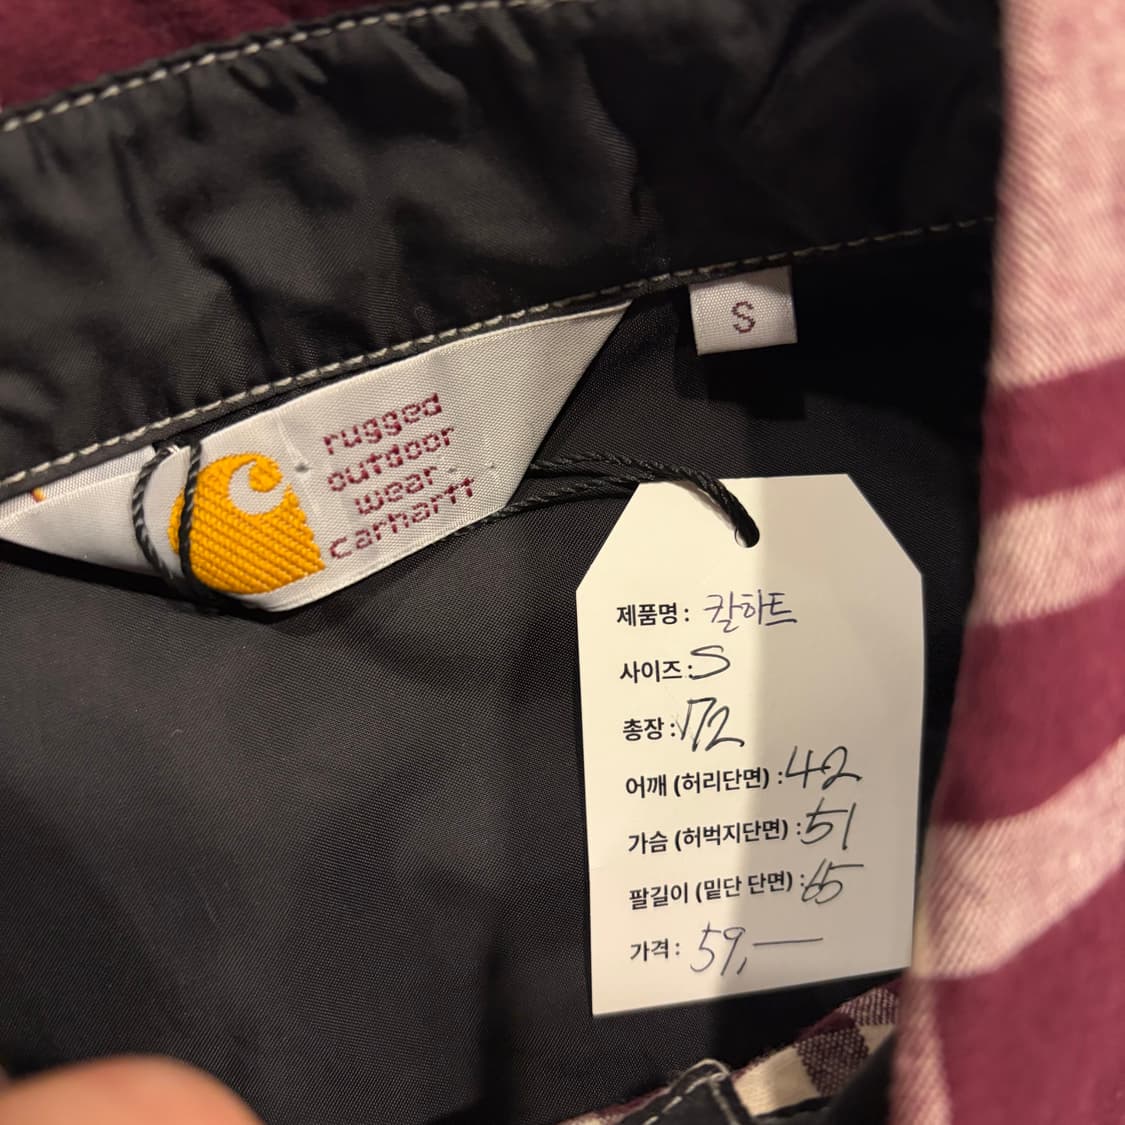 S
rugged
outdoor
wear
carhartt
제품명 : 칼하트
사이즈 : S
총장 : 72
어깨 (허리단면) : 42
가슴 (허벅지단면) : 51
팔길이 (밑단 단면) : 65
가격 : 59,—